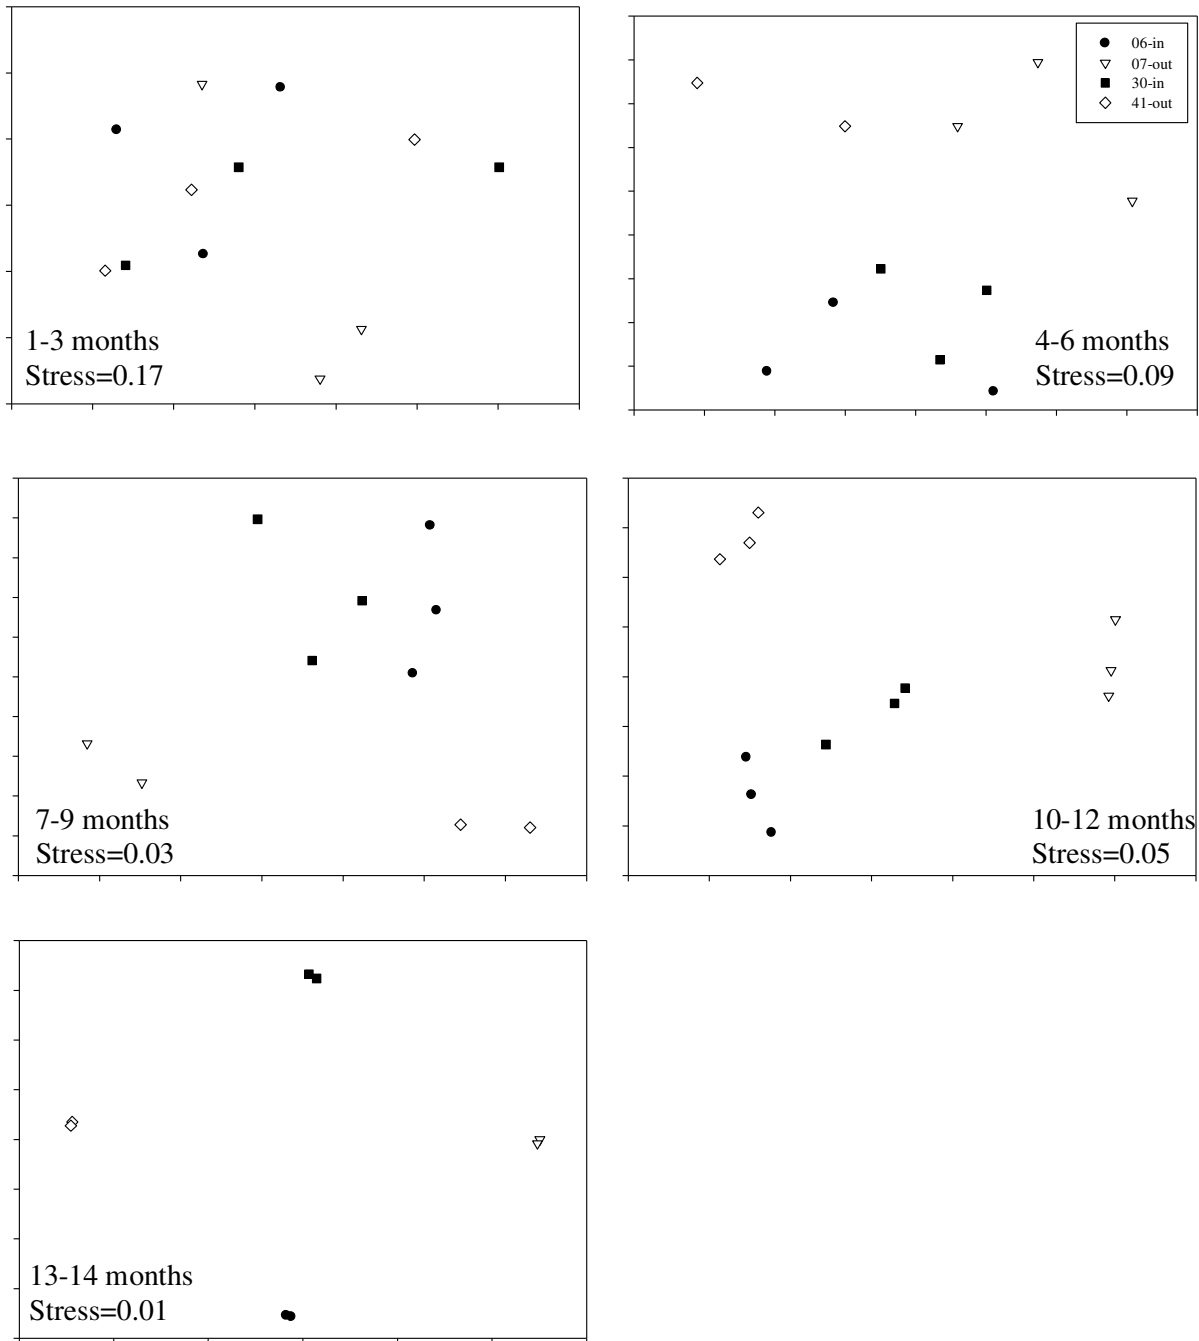 1-3 months
Stress=0.17
06-in
07-out
30-in
41-out
4-6 months
Stress=0.09
7-9 months
Stress=0.03
10-12 months
Stress=0.05
13-14 months
Stress=0.01